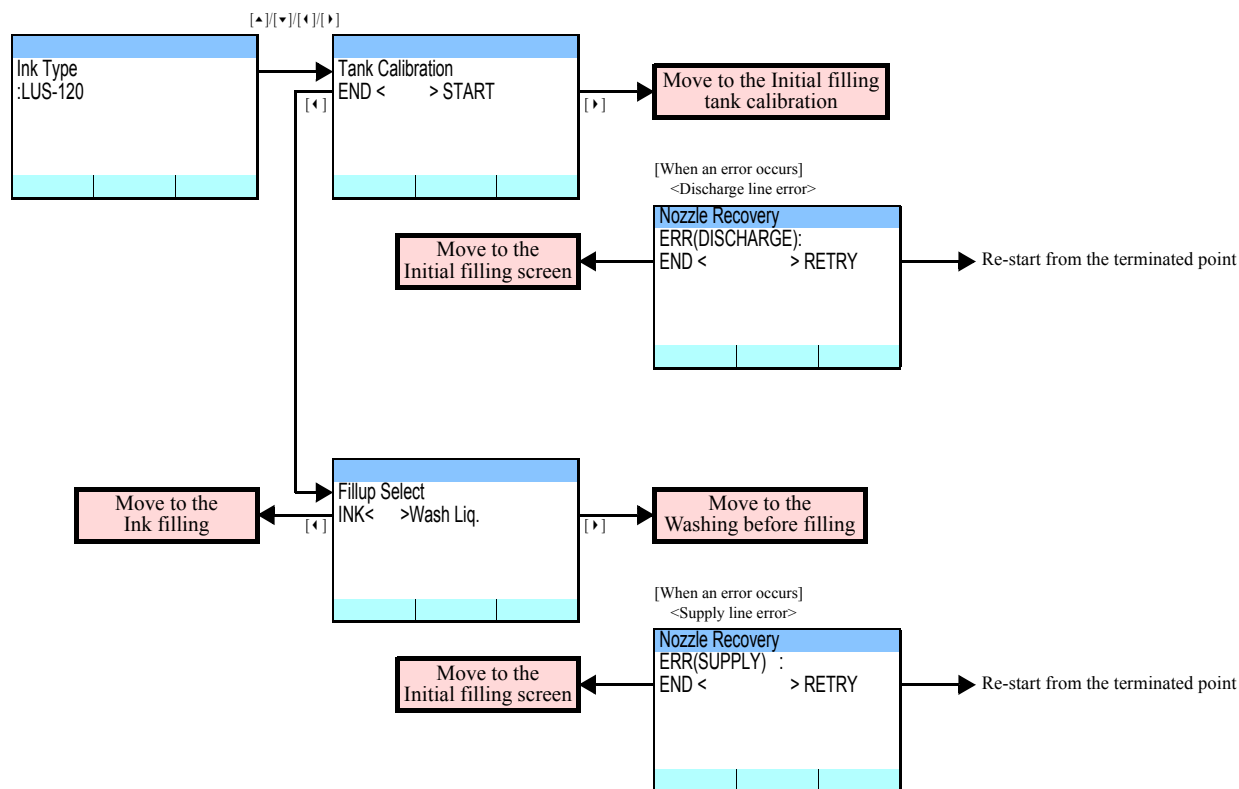 [▲]/[▼]/[◀]/[▶]
Ink Type
:LUS-120
Tank Calibration
END < > START
[◀]
[▶]
Move to the Initial filling
tank calibration
[When an error occurs]
<Discharge line error>
Nozzle Recovery
ERR(DISCHARGE):
END < > RETRY
Move to the
Initial filling screen
Re-start from the terminated point
Fillup Select
INK< >Wash Liq.
[◀]
[▶]
Move to the
Ink filling
Move to the
Washing before filling
[When an error occurs]
<Supply line error>
Nozzle Recovery
ERR(SUPPLY) :
END < > RETRY
Move to the
Initial filling screen
Re-start from the terminated point